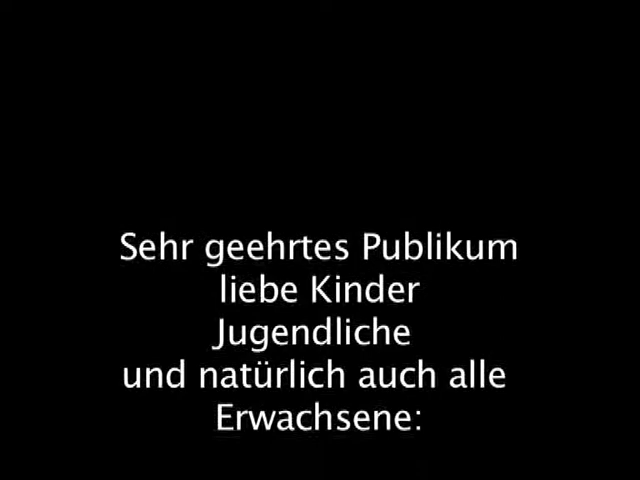 Sehr geehrtes Publikum
liebe Kinder
Jugendliche
und natürlich auch alle
Erwachsene: